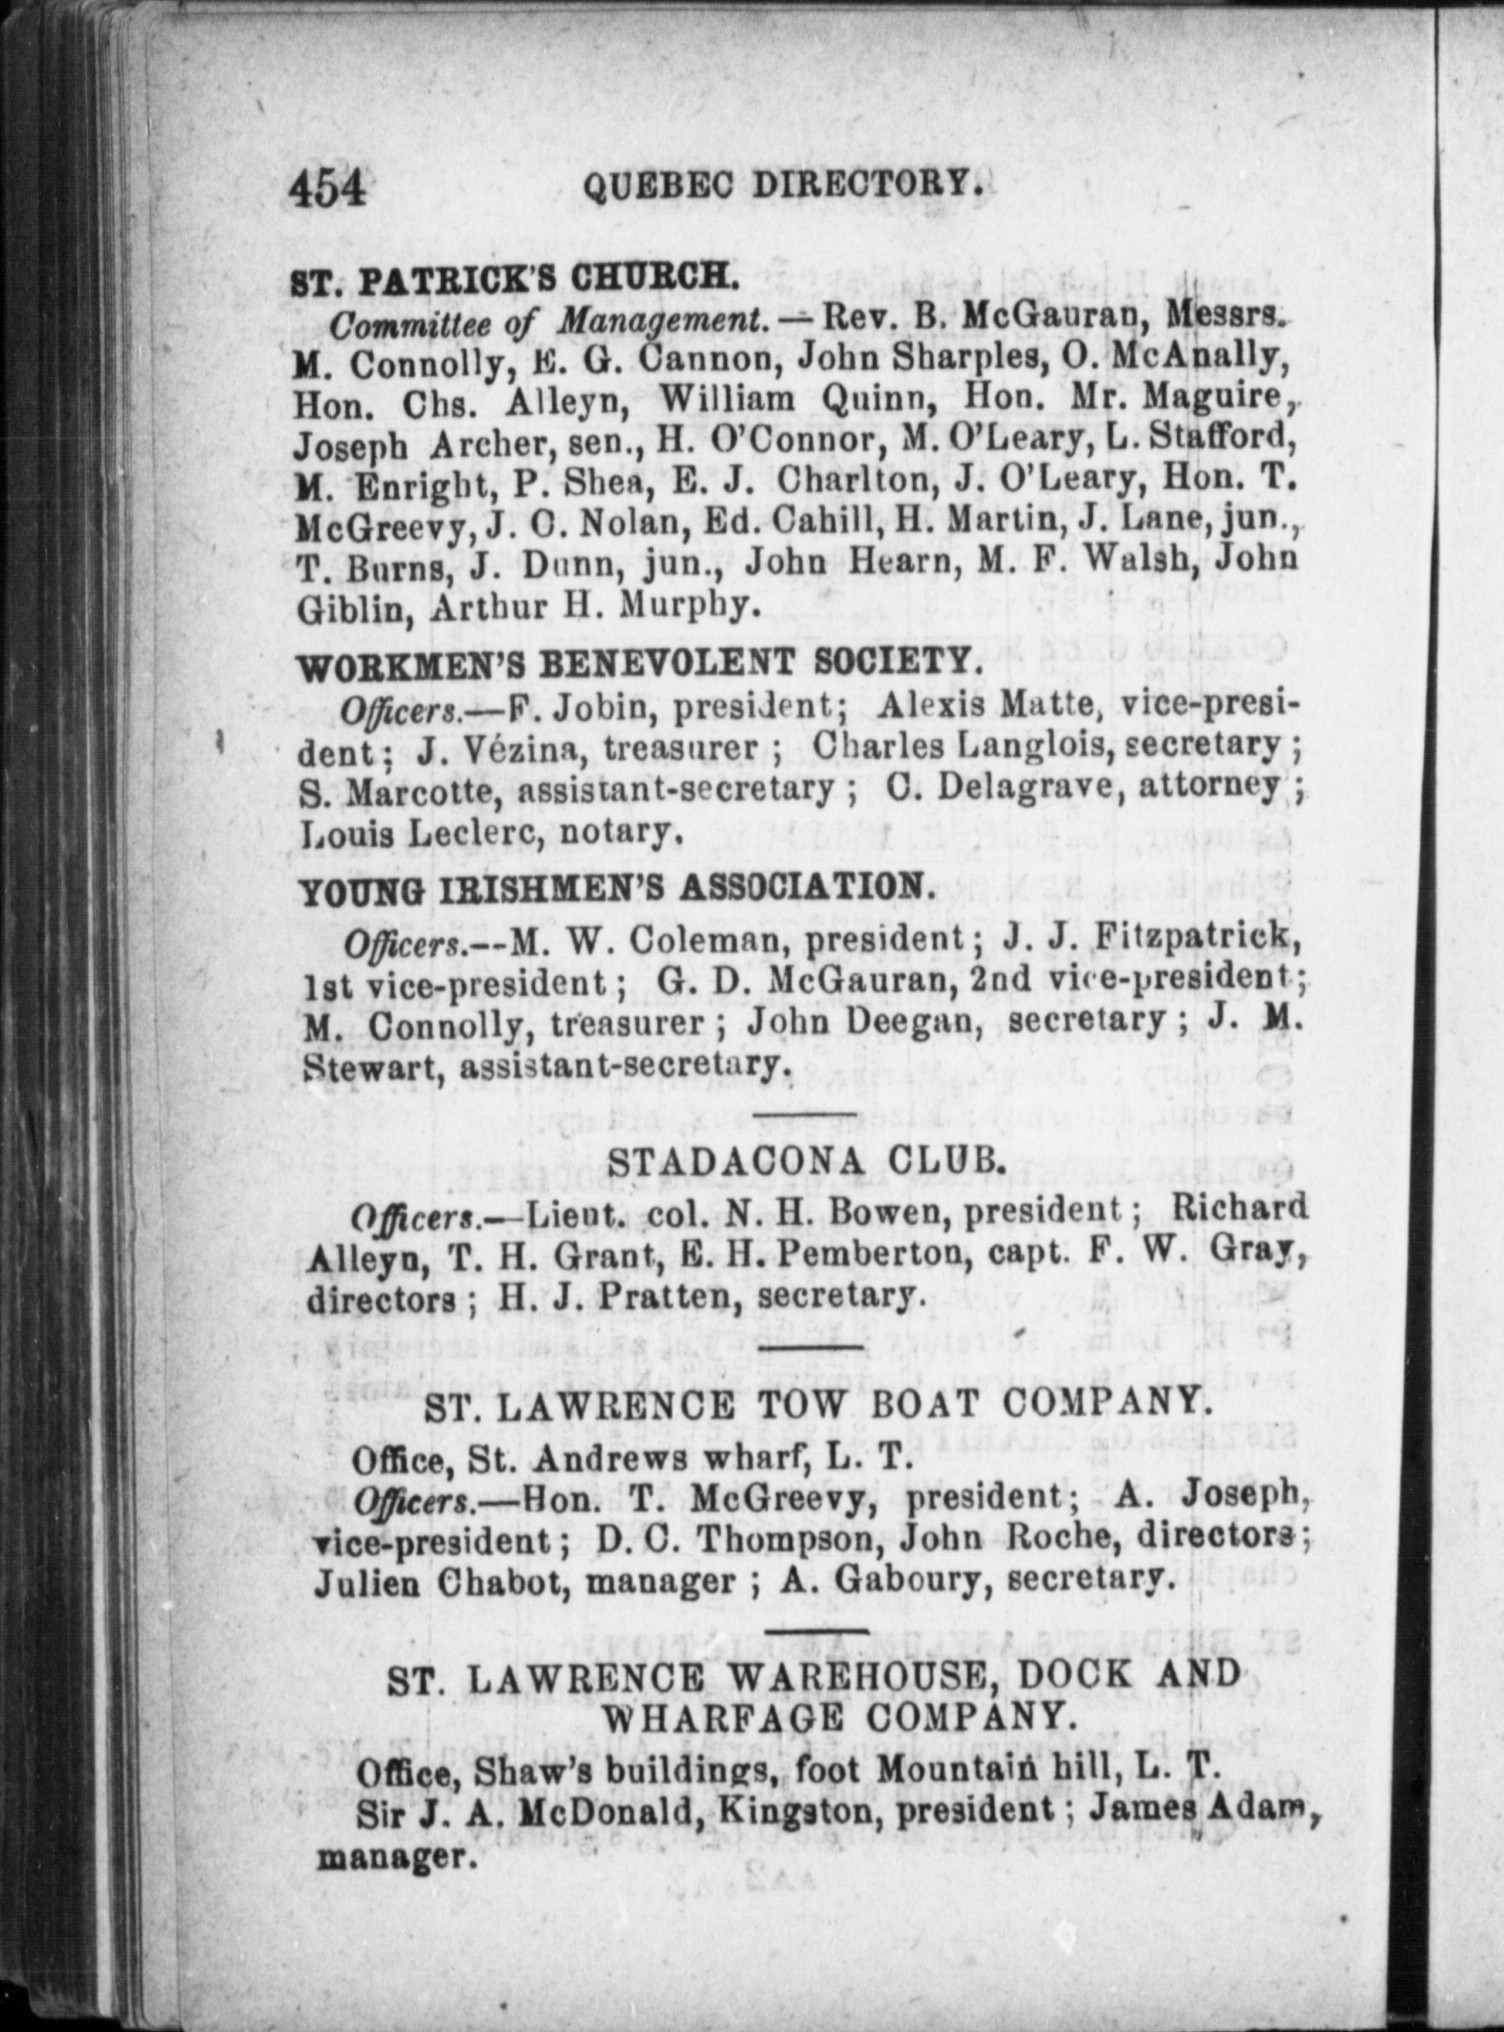 454 QUEBEC DIRECTORY.
ST. PATRICK'S CHURCH.
Committee of Management.—Rev. B. McGauran, Messrs.
M. Connolly, E. G. Cannon, John Sharples, O. McAnally,
Hon. Chs. Alleyn, William Quinn, Hon. Mr. Maguire,
Joseph Archer, sen., H. O'Connor, M. O'Leary, L. Stafford,
M. Enright, P. Shea, E. J. Charlton, J. O'Leary, Hon. T.
McGreevy, J. C. Nolan, Ed. Cahill, H. Martin, J. Lane, jun.,
T. Burns, J. Dunn, jun., John Hearn, M. F. Walsh, John
Giblin, Arthur H. Murphy.
WORKMEN'S BENEVOLENT SOCIETY.
Officers.—F. Jobin, president; Alexis Matte, vice-presi-
dent; J. Vézina, treasurer; Charles Langlois, secretary;
S. Marcotte, assistant-secretary; C. Delagrave, attorney;
Louis Leclerc, notary.
YOUNG IRISHMEN'S ASSOCIATION.
Officers.--M. W. Coleman, president; J. J. Fitzpatrick,
1st vice-president; G. D. McGauran, 2nd vice-president;
M. Connolly, treasurer; John Deegan, secretary; J. M.
Stewart, assistant-secretary.
STADACONA CLUB.
Officers.—Lieut. col. N. H. Bowen, president; Richard
Alleyn, T. H. Grant, E. H. Pemberton, capt. F. W. Gray,
directors; H. J. Pratten, secretary.
ST. LAWRENCE TOW BOAT COMPANY.
Office, St. Andrews wharf, L. T.
Officers.—Hon. T. McGreevy, president; A. Joseph,
vice-president; D. C. Thompson, John Roche, directors;
Julien Chabot, manager; A. Gaboury, secretary.
ST. LAWRENCE WAREHOUSE, DOCK AND
WHARFAGE COMPANY.
Office, Shaw's buildings, foot Mountain hill, L. T.
Sir J. A. McDonald, Kingston, president; James Adam,
manager.